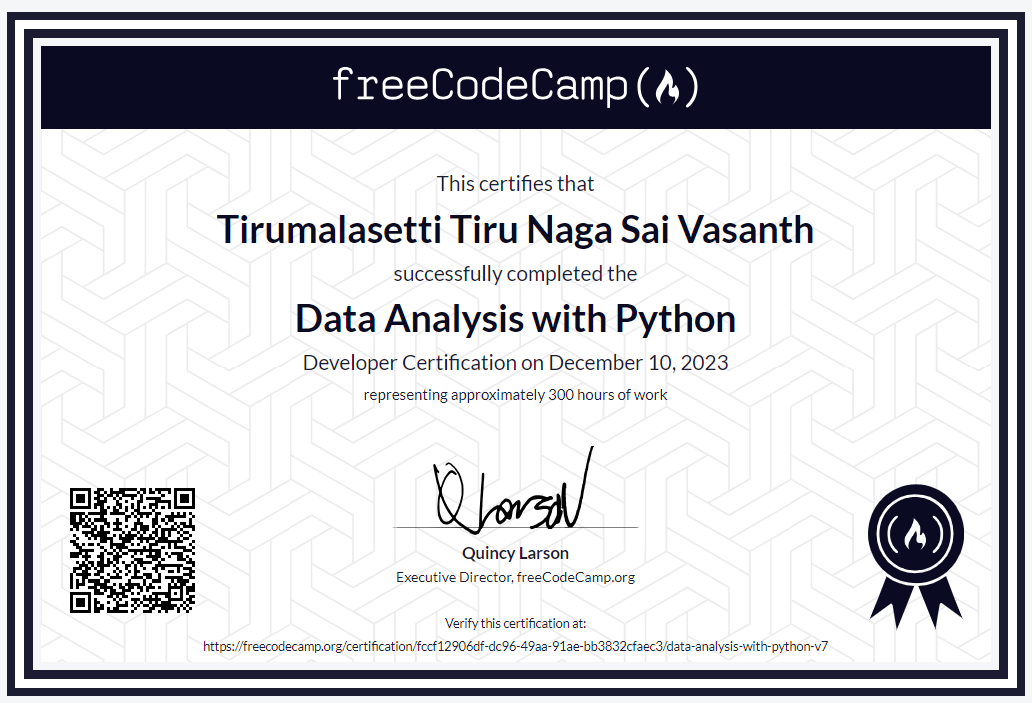 freeCodeCamp
This certifies that
Tirumalasetti Tiru Naga Sai Vasanth
successfully completed the
Data Analysis with Python
Developer Certification on December 10, 2023
representing approximately 300 hours of work
Q Larson
Quincy Larson
Executive Director, freeCodeCamp.org
Verify this certification at:
https://freecodecamp.org/certification/fccf12906df-dc96-49aa-91ae-bb3832cfaec3/data-analysis-with-python-v7